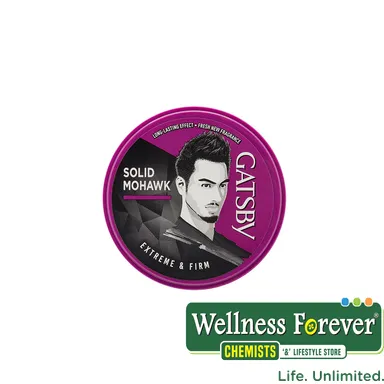 LONG-LASTING EFFECT • FRESH NEW FRAGRANCE
SOLID
MOHAWK
GATSBY
EXTREME & FIRM
Wellness Forever
CHEMISTS '&' LIFESTYLE STORE
Life. Unlimited.